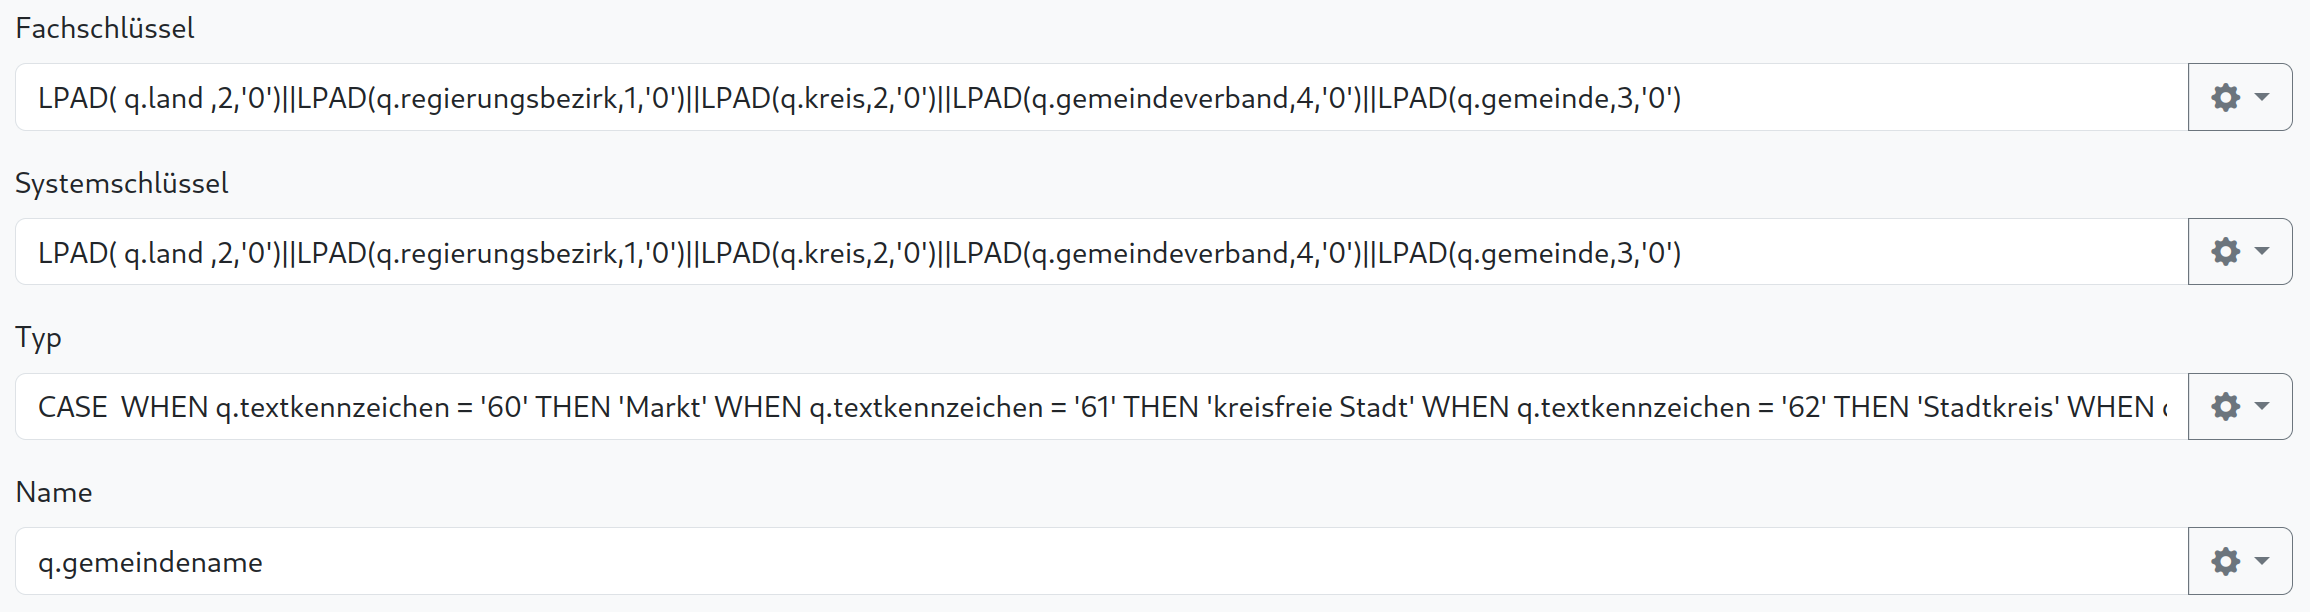 Fachschlüssel
LPAD( q.land ,2,'0')||LPAD(q.regierungsbezirk,1,'0')||LPAD(q.kreis,2,'0')||LPAD(q.gemeindeverband,4,'0')||LPAD(q.gemeinde,3,'0')
Systemschlüssel
LPAD( q.land ,2,'0')||LPAD(q.regierungsbezirk,1,'0')||LPAD(q.kreis,2,'0')||LPAD(q.gemeindeverband,4,'0')||LPAD(q.gemeinde,3,'0')
Typ
CASE  WHEN q.textkennzeichen = '60' THEN 'Markt' WHEN q.textkennzeichen = '61' THEN 'kreisfreie Stadt' WHEN q.textkennzeichen = '62' THEN 'Stadtkreis' WHEN
Name
q.gemeindename